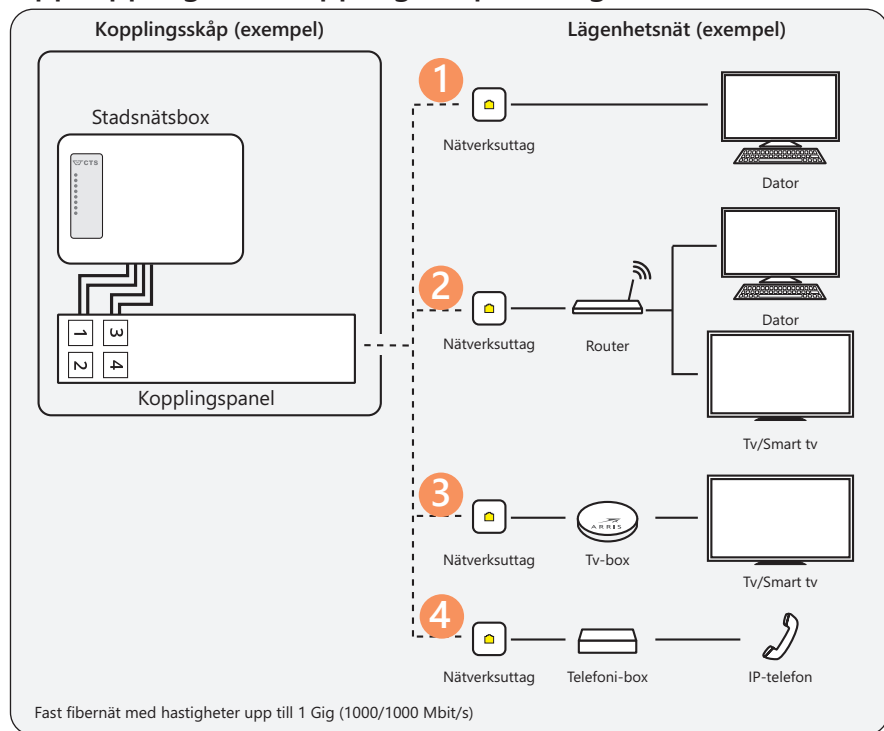 Kopplingsskåp (exempel)
Lägenhetsnät (exempel)
Stadsnätsbox
CTS
1
3
2
4
Kopplingspanel
1
Nätverksuttag
Dator
2
Nätverksuttag
Router
Dator
Tv/Smart tv
3
Nätverksuttag
ARRIS
Tv-box
Tv/Smart tv
4
Nätverksuttag
Telefoni-box
IP-telefon
Fast fibernät med hastigheter upp till 1 Gig (1000/1000 Mbit/s)